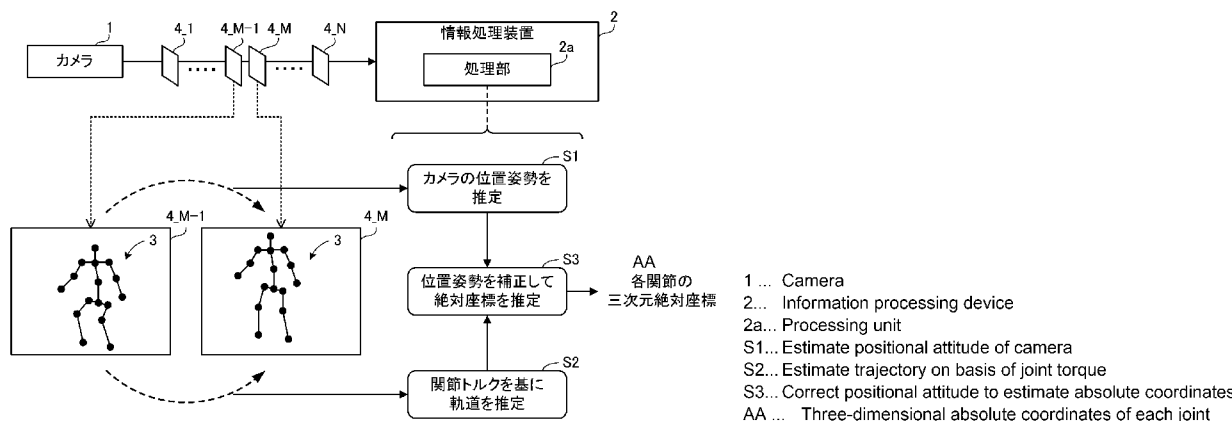 1
カメラ
4_1
4_M-1
4_M
4_N
2
情報処理装置
2a
処理部
S1
カメラの位置姿勢を
推定
4_M-1
3
4_M
3
S3
位置姿勢を補正して
絶対座標を推定
AA
各関節の
三次元絶対座標
S2
関節トルクを基に
軌道を推定
1 ... Camera
2... Information processing device
2a... Processing unit
S1... Estimate positional attitude of camera
S2... Estimate trajectory on basis of joint torque
S3... Correct positional attitude to estimate absolute coordinates
AA ... Three-dimensional absolute coordinates of each joint